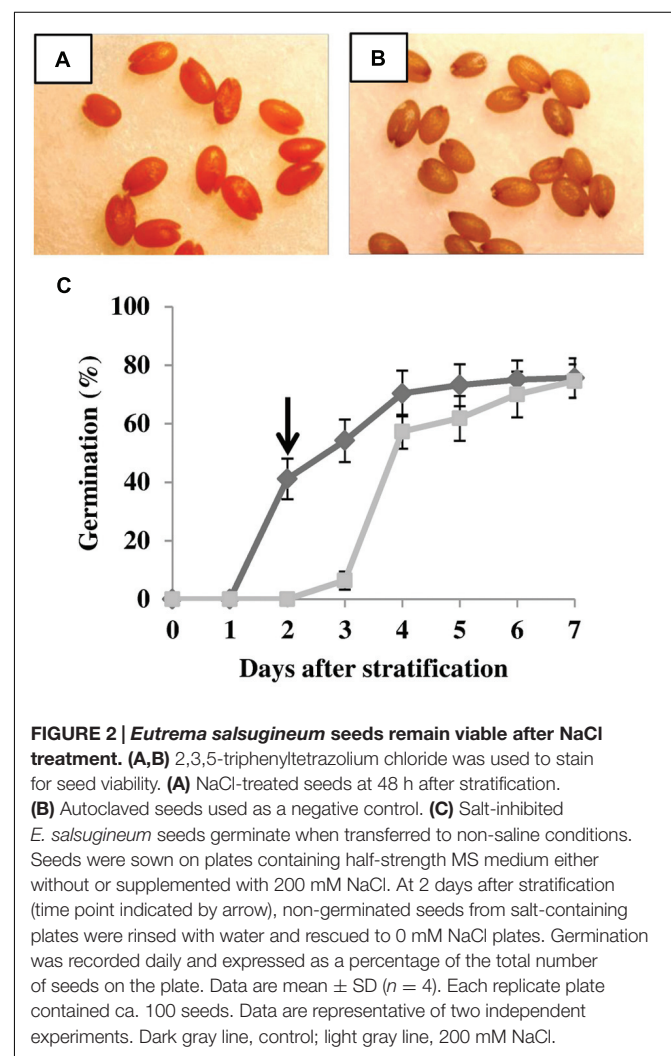 A
B
C
100
80
60
40
20
0
Germination (%)
0 1 2 3 4 5 6 7
Days after stratification
FIGURE 2 | Eutrema salsugineum seeds remain viable after NaCl
treatment. (A,B) 2,3,5-triphenyltetrazolium chloride was used to stain
for seed viability. (A) NaCl-treated seeds at 48 h after stratification.
(B) Autoclaved seeds used as a negative control. (C) Salt-inhibited
E. salsugineum seeds germinate when transferred to non-saline conditions.
Seeds were sown on plates containing half-strength MS medium either
without or supplemented with 200 mM NaCl. At 2 days after stratification
(time point indicated by arrow), non-germinated seeds from salt-containing
plates were rinsed with water and rescued to 0 mM NaCl plates. Germination
was recorded daily and expressed as a percentage of the total number
of seeds on the plate. Data are mean ± SD (n = 4). Each replicate plate
contained ca. 100 seeds. Data are representative of two independent
experiments. Dark gray line, control; light gray line, 200 mM NaCl.